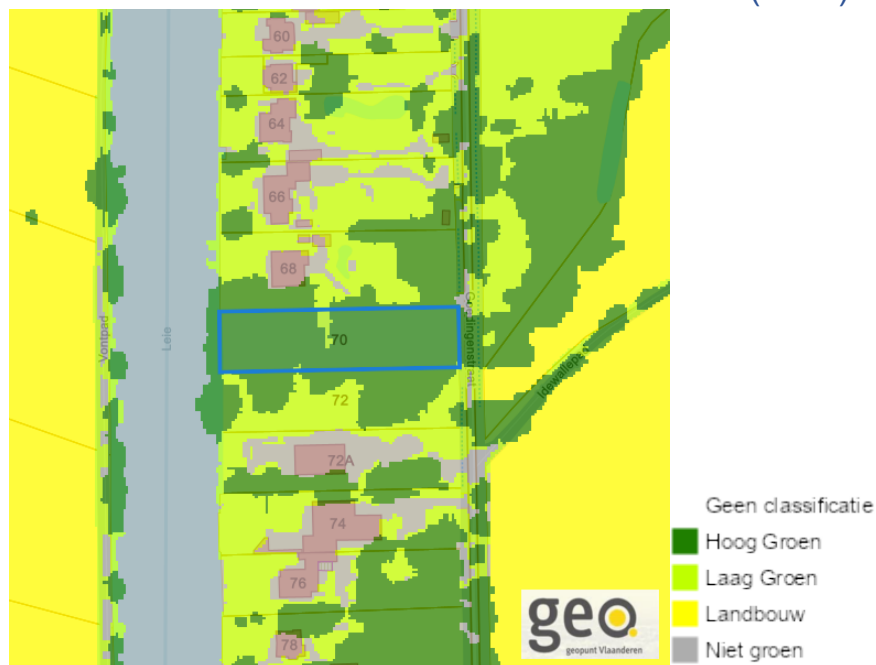 60
62
64
66
68
70
72
72A
74
76
78
Vontpad
Leie
geo
geopunt Vlaanderen
Geen classificatie
Hoog Groen
Laag Groen
Landbouw
Niet groen